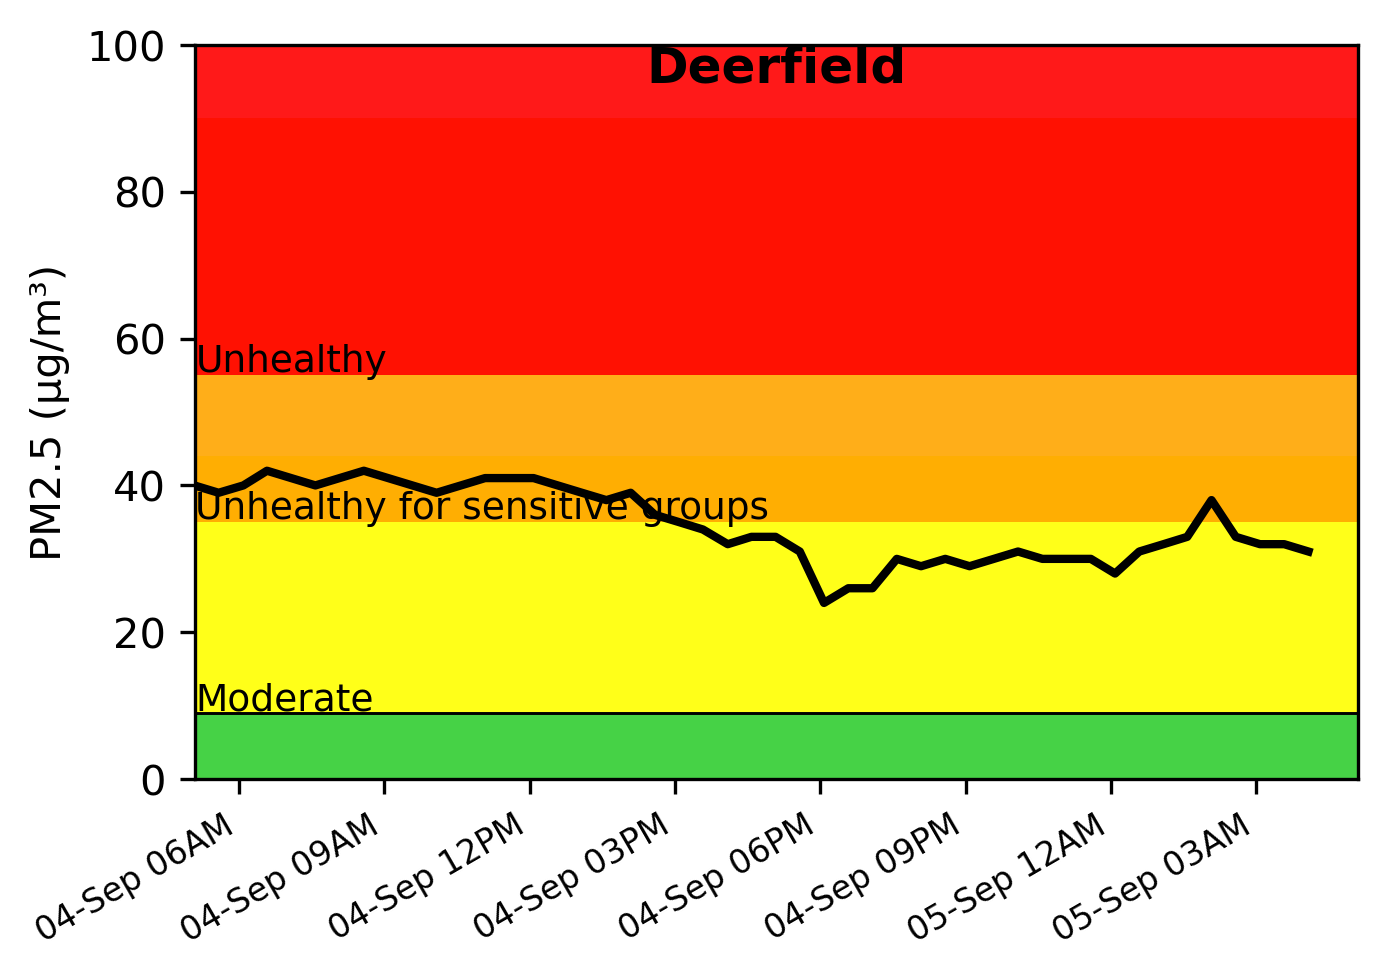 Deerfield
PM2.5 (µg/m³)
100
80
60
40
20
0
Unhealthy
Unhealthy for sensitive groups
Moderate
04-Sep 06AM
04-Sep 09AM
04-Sep 12PM
04-Sep 03PM
04-Sep 06PM
04-Sep 09PM
05-Sep 12AM
05-Sep 03AM